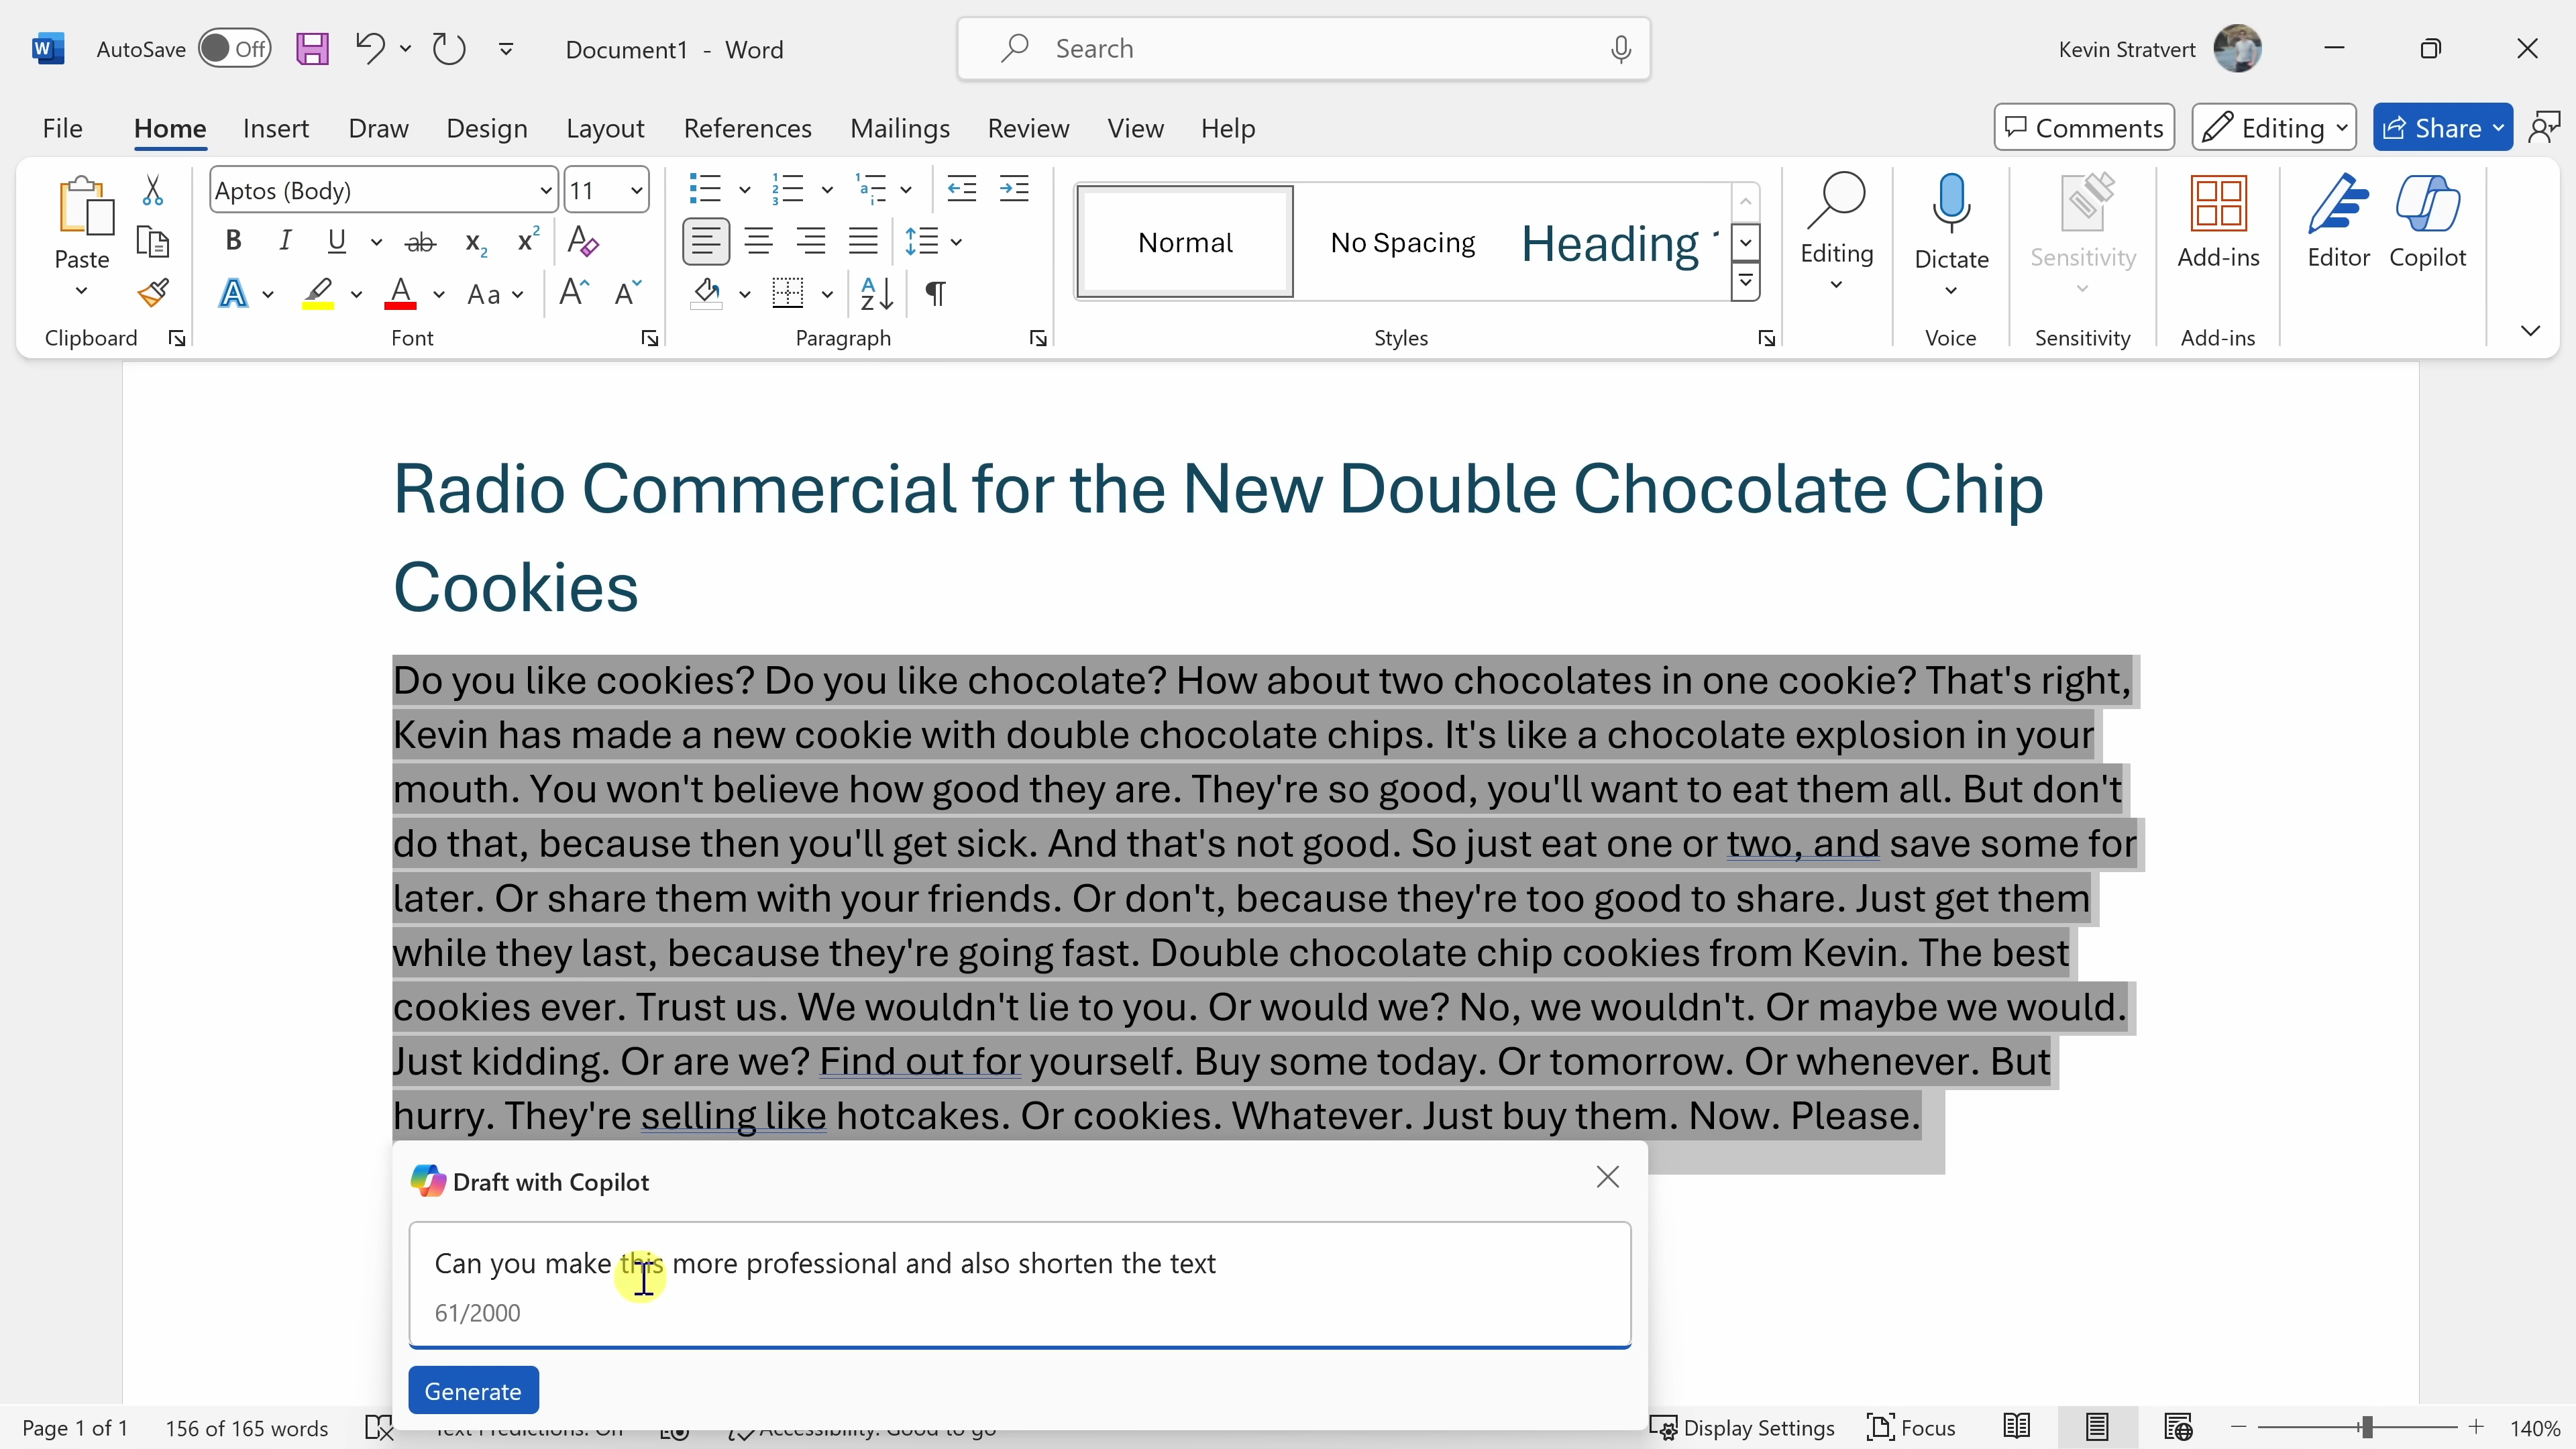 AutoSave Off Document1 - Word Search Kevin Stratvert
File Home Insert Draw Design Layout References Mailings Review View Help Comments Editing Share
Aptos (Body) 11
Paste
Normal No Spacing Heading
Editing Dictate Sensitivity Add-ins Editor Copilot
Clipboard Font Paragraph Styles Voice Sensitivity Add-ins
Radio Commercial for the New Double Chocolate Chip
Cookies
Do you like cookies? Do you like chocolate? How about two chocolates in one cookie? That's right,
Kevin has made a new cookie with double chocolate chips. It's like a chocolate explosion in your
mouth. You won't believe how good they are. They're so good, you'll want to eat them all. But don't
do that, because then you'll get sick. And that's not good. So just eat one or two, and save some for
later. Or share them with your friends. Or don't, because they're too good to share. Just get them
while they last, because they're going fast. Double chocolate chip cookies from Kevin. The best
cookies ever. Trust us. We wouldn't lie to you. Or would we? No, we wouldn't. Or maybe we would.
Just kidding. Or are we? Find out for yourself. Buy some today. Or tomorrow. Or whenever. But
hurry. They're selling like hotcakes. Or cookies. Whatever. Just buy them. Now. Please.
Draft with Copilot
Can you make this more professional and also shorten the text
61/2000
Generate
Page 1 of 1 156 of 165 words Text Predictions: On Accessibility: Good to go Display Settings Focus 140%